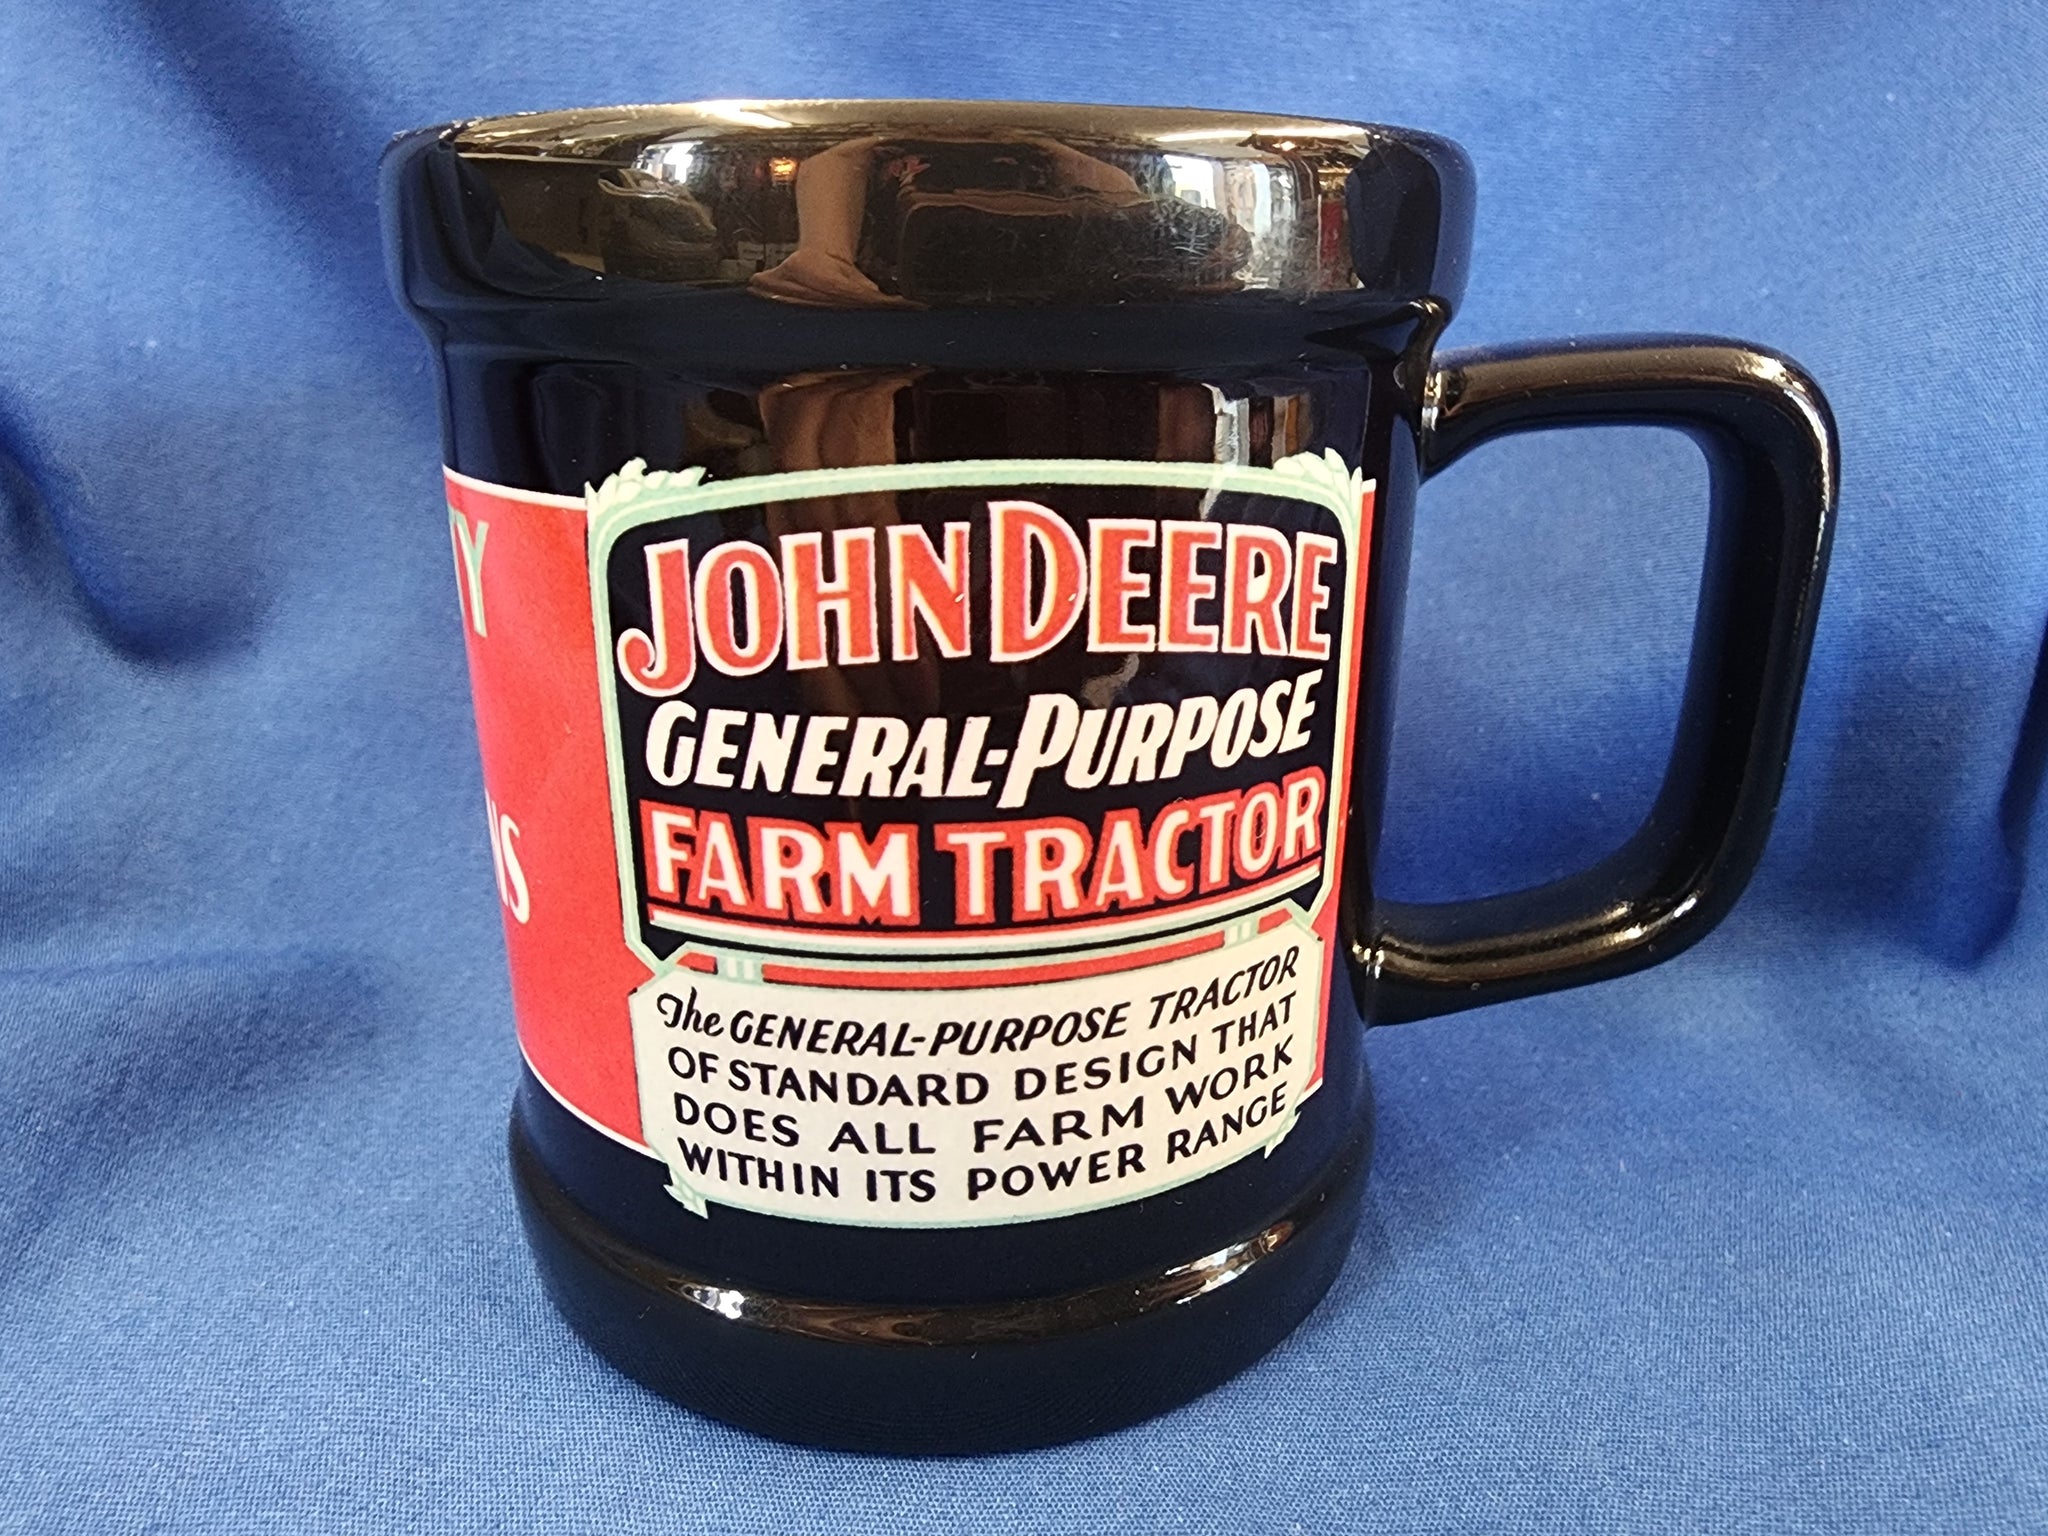 JOHN DEERE
GENERAL-PURPOSE
FARM TRACTOR
The GENERAL-PURPOSE TRACTOR
OF STANDARD DESIGN THAT
DOES ALL FARM WORK
WITHIN ITS POWER RANGE